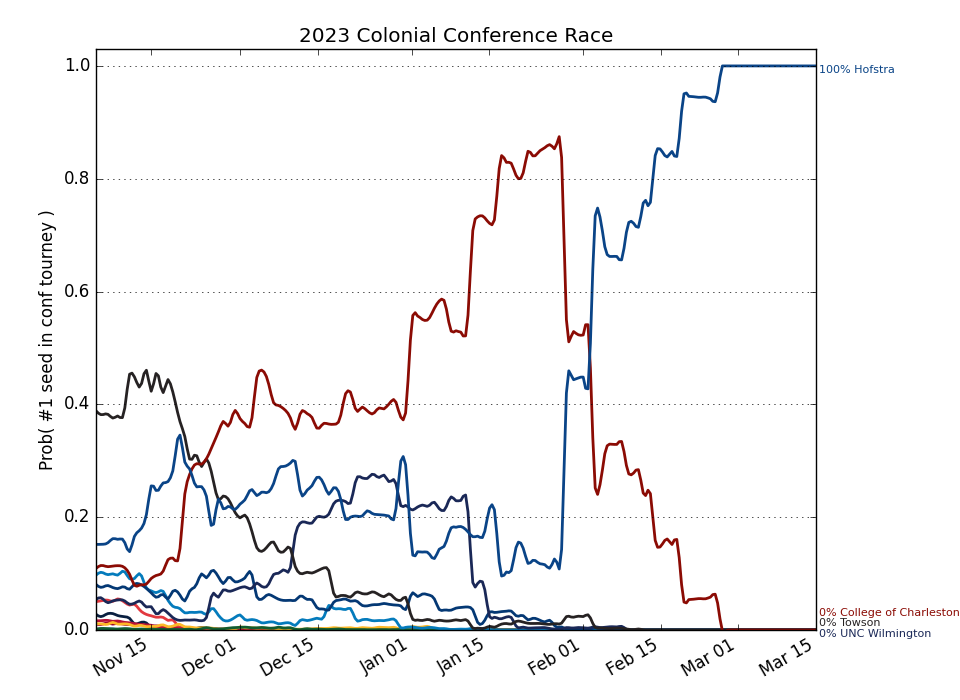 2023 Colonial Conference Race
Prob( #1 seed in conf tourney )
1.0
0.8
0.6
0.4
0.2
0.0
100% Hofstra
0% College of Charleston
0% Towson
0% UNC Wilmington
Nov 15
Dec 01
Dec 15
Jan 01
Jan 15
Feb 01
Feb 15
Mar 01
Mar 15